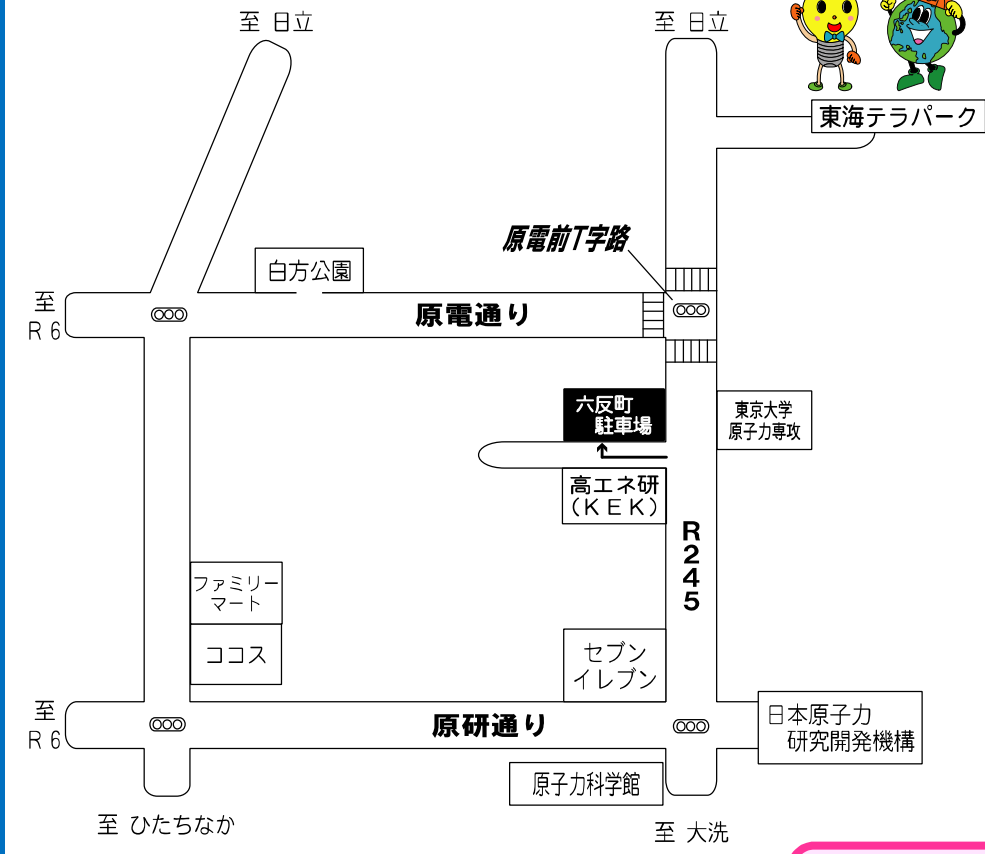 至 日立
至 日立
東海テラパーク
原電前T字路
白方公園
至
R 6
原電通り
六反町
駐車場
東京大学
原子力専攻
高エネ研
(ＫＥＫ)
R245
ファミリー
マート
ココス
セブン
イレブン
至
R 6
原研通り
日本原子力
研究開発機構
原子力科学館
至 ひたちなか
至 大洗